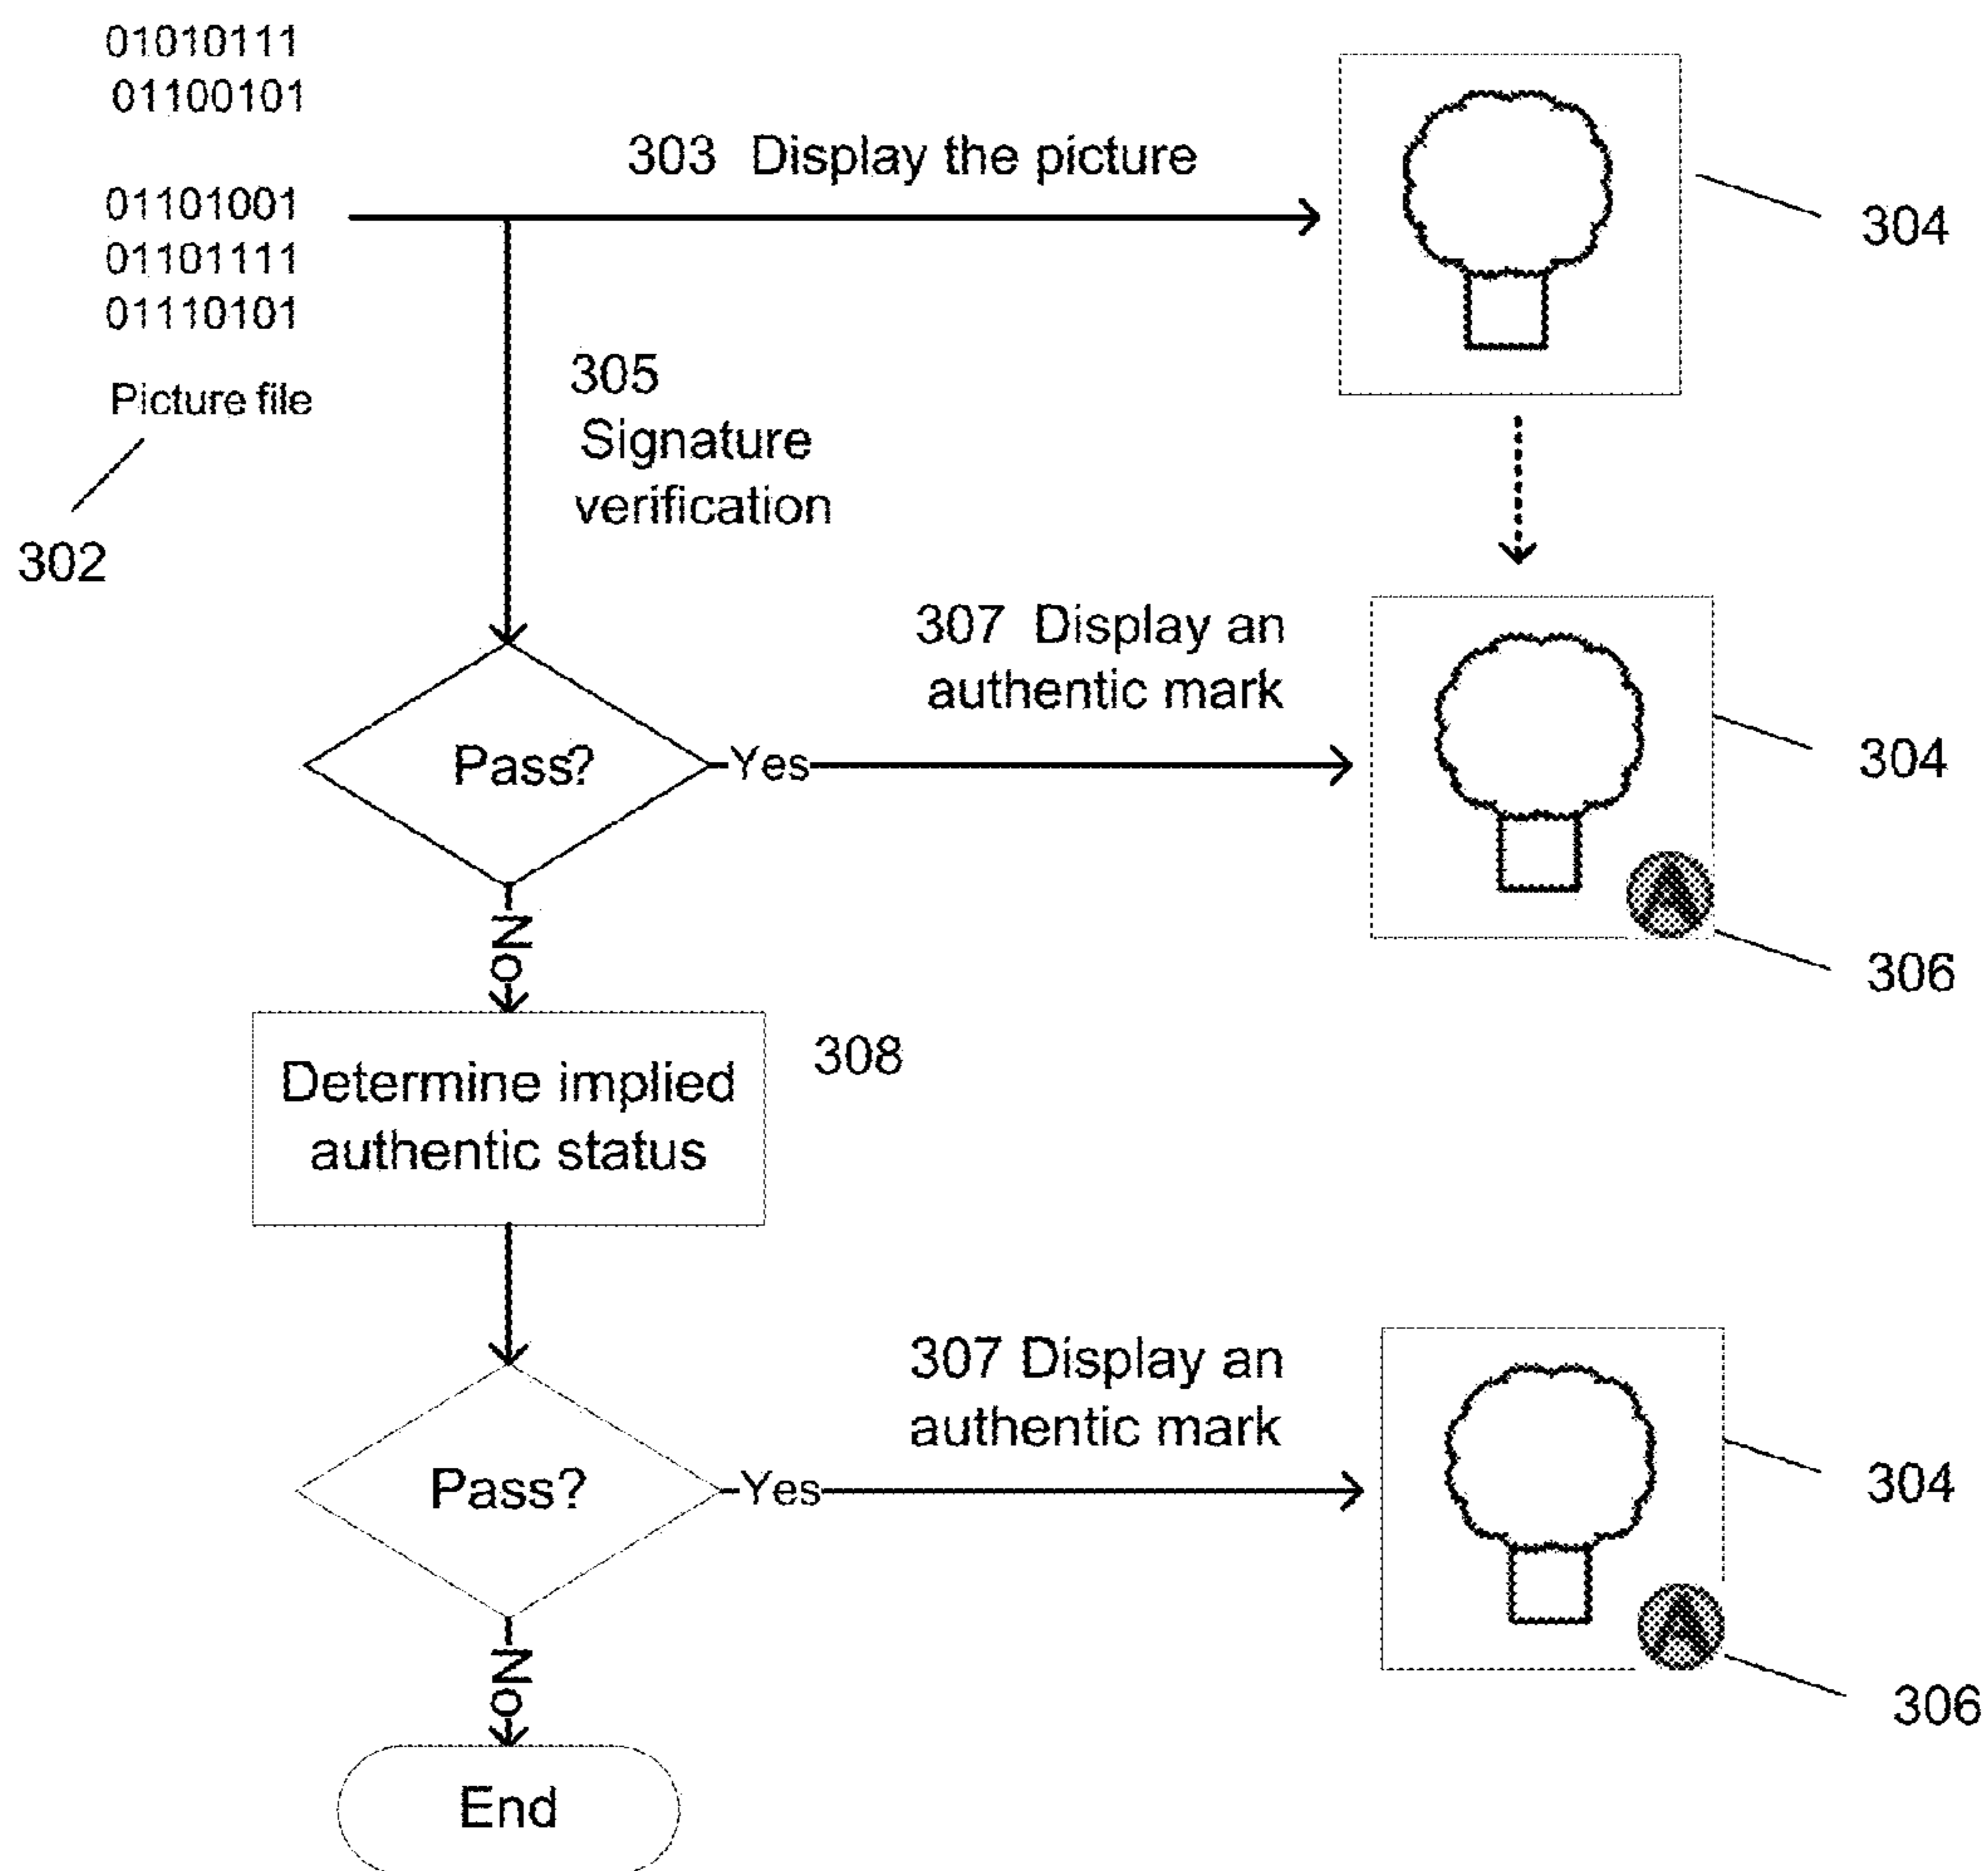 01010111
01100101
01101001
01101111
01110101
Picture file
302
303 Display the picture
304
305
Signature
verification
Pass?
Yes
307 Display an
authentic mark
304
306
No
Determine implied
authentic status
308
Pass?
Yes
307 Display an
authentic mark
304
306
No
End